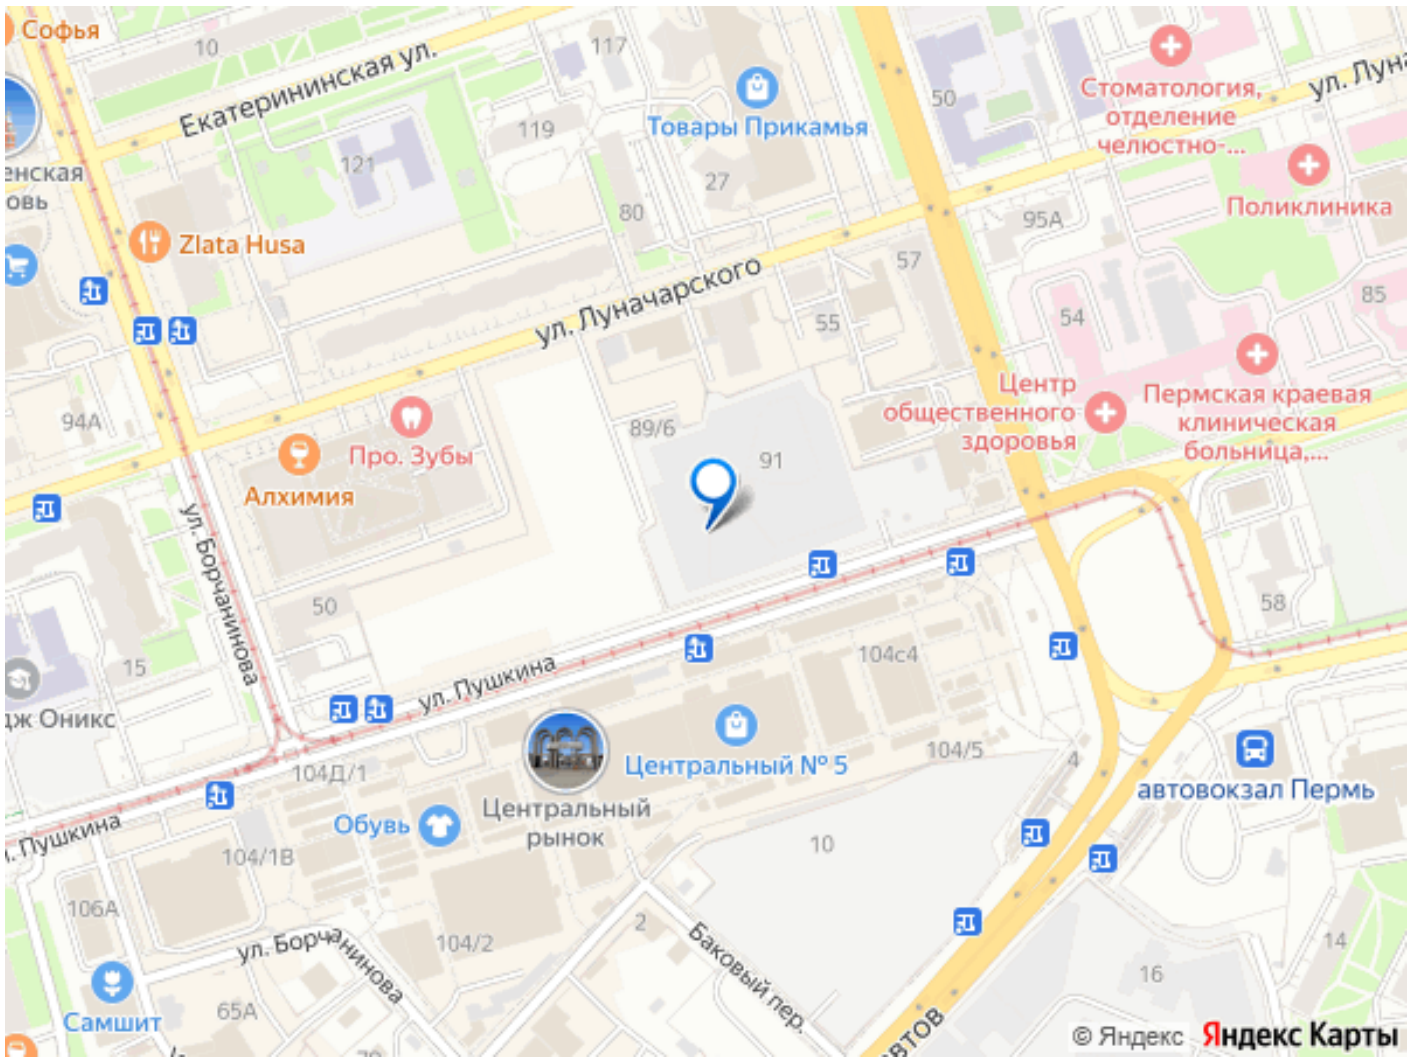 Софья
10
117
Екатерининская ул.
50
Стоматология,
отделение
челюстно-...
ул. Луна
Товары Прикамья
119
121
27
80
Поликлиника
95А
енская
овь
Zlata Husa
57
ул. Луначарского
55
54
85
Центр
общественного
здоровья
Пермская краевая
клиническая
больница,...
94А
89/6
91
Про. Зубы
Алхимия
ул. Борчанинова
50
58
15
ул. Пушкина
104с4
дж Оникс
104Д/1
Центральный № 5
104/5
4
автовокзал Пермь
Центральный
рынок
Обувь
л. Пушкина
104/1В
10
106А
2
104/2
ул. Борчанинова
Баковый пер.
14
16
Самшит
65А
автов
© Яндекс Яндекс Карты